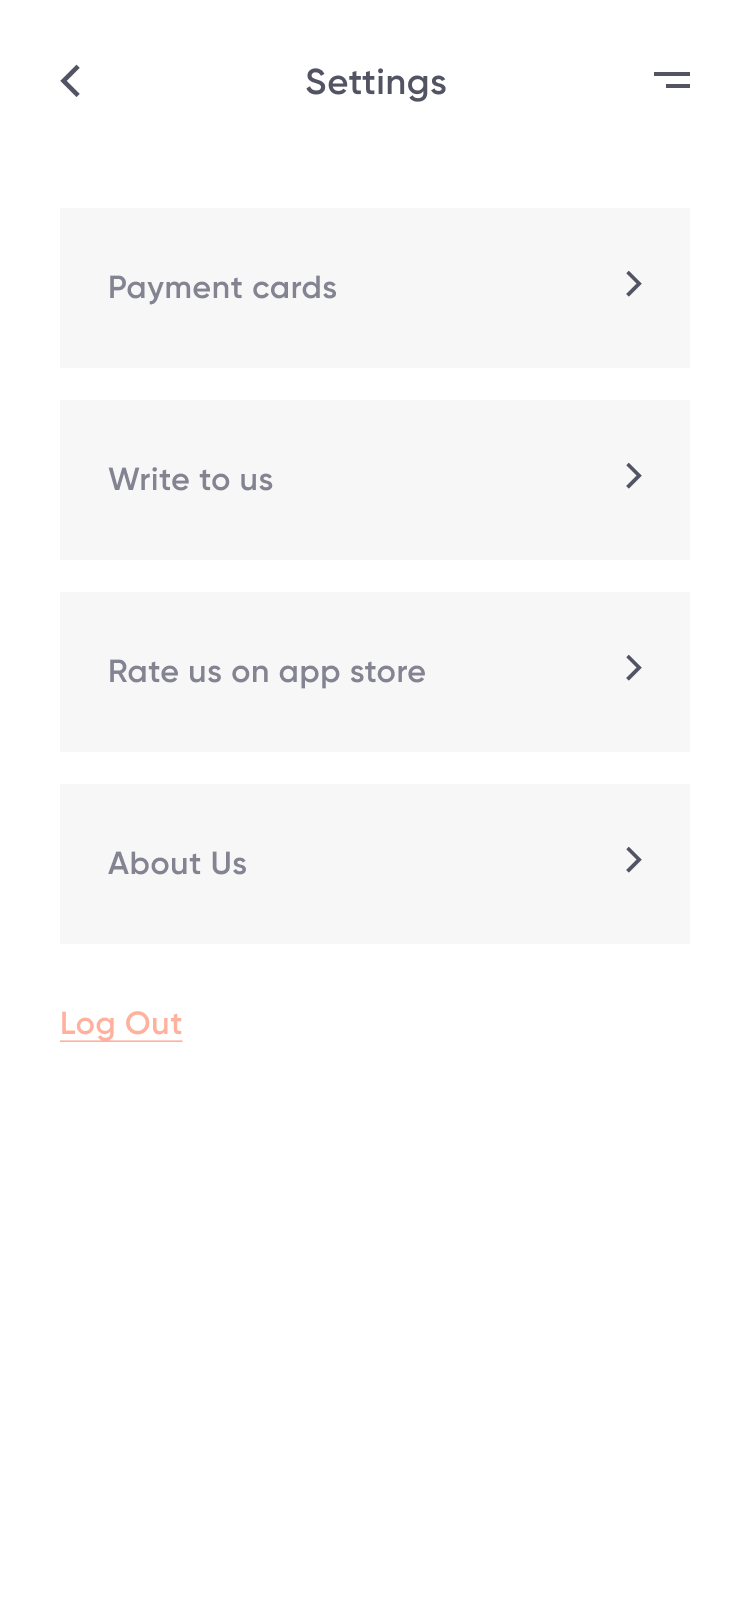 Settings
Payment cards
Write to us
Rate us on app store
About Us
Log Out